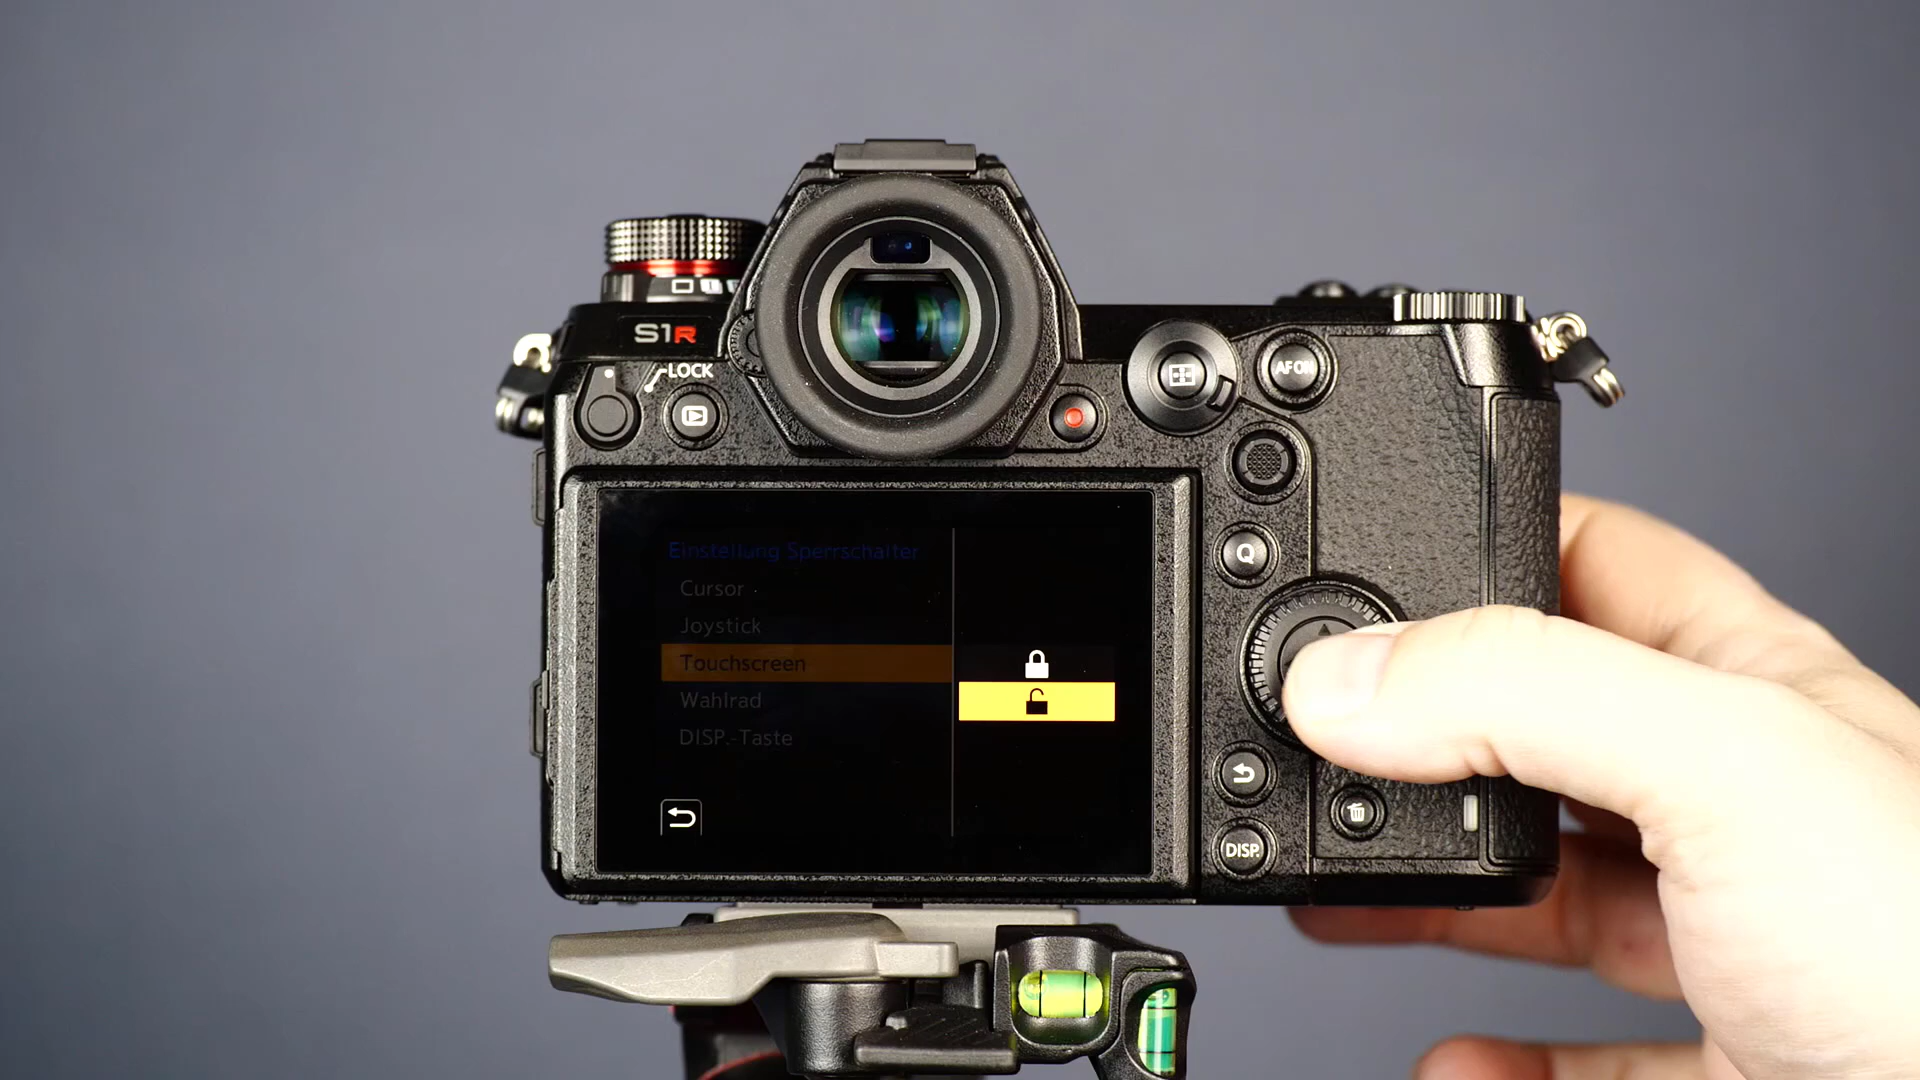 S1R
LOCK
AF ON
Q
Einstellung Sperrschalter
Cursor
Joystick
Touchscreen
Wahlrad
DISP.-Taste
DISP.